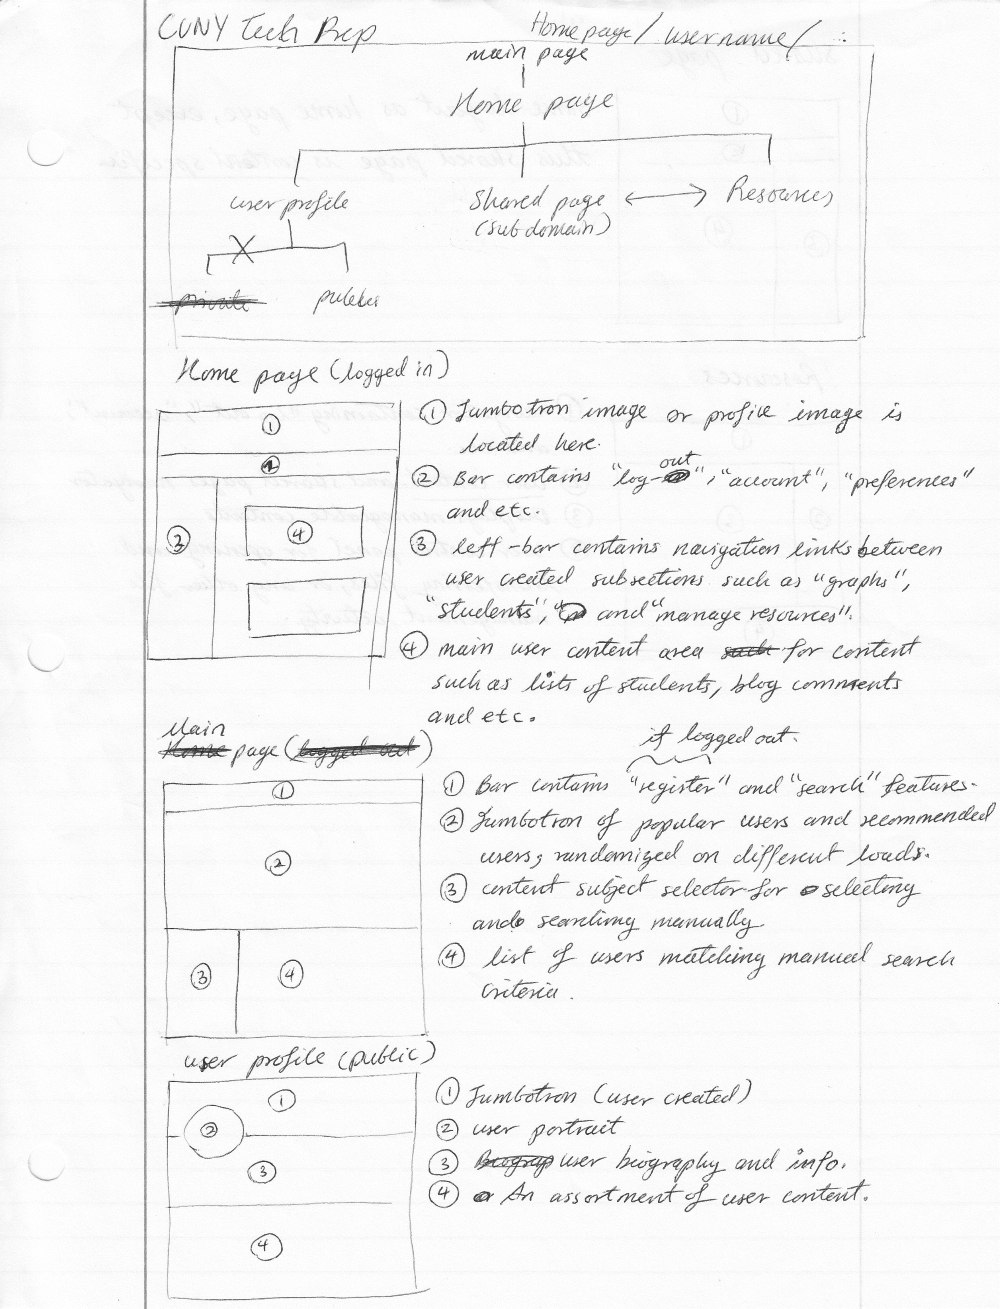 CUNY Tech Prep
Home page / username/ . :
main page
Home page
user profile
Shared page
(subdomain)
Resources
private
public
Home page (logged in)
①
②
③
④
① Jumbotron image or profile image is
located here.
out
② Bar contains "log-", "account", "preferences"
and etc.
③ left-bar contains navigation links between
user created subsections such as "graphs",
"students", and "manage resources".
④ main user content area such for content
such as lists of students, blog comments
and etc.
Main
Home page (logged out)
①
②
③
④
if logged out.
① Bar contains "register" and "search" features.
② Jumbotron of popular users and recommended
users, randomized on different loads.
③ content subject selector for selecting
and searching manually
④ list of users matching manual search
criteria.
user profile (public)
①
②
③
④
① Jumbotron (user created)
② user portrait
③ Biograp user biography and info.
④ An assortment of user content.